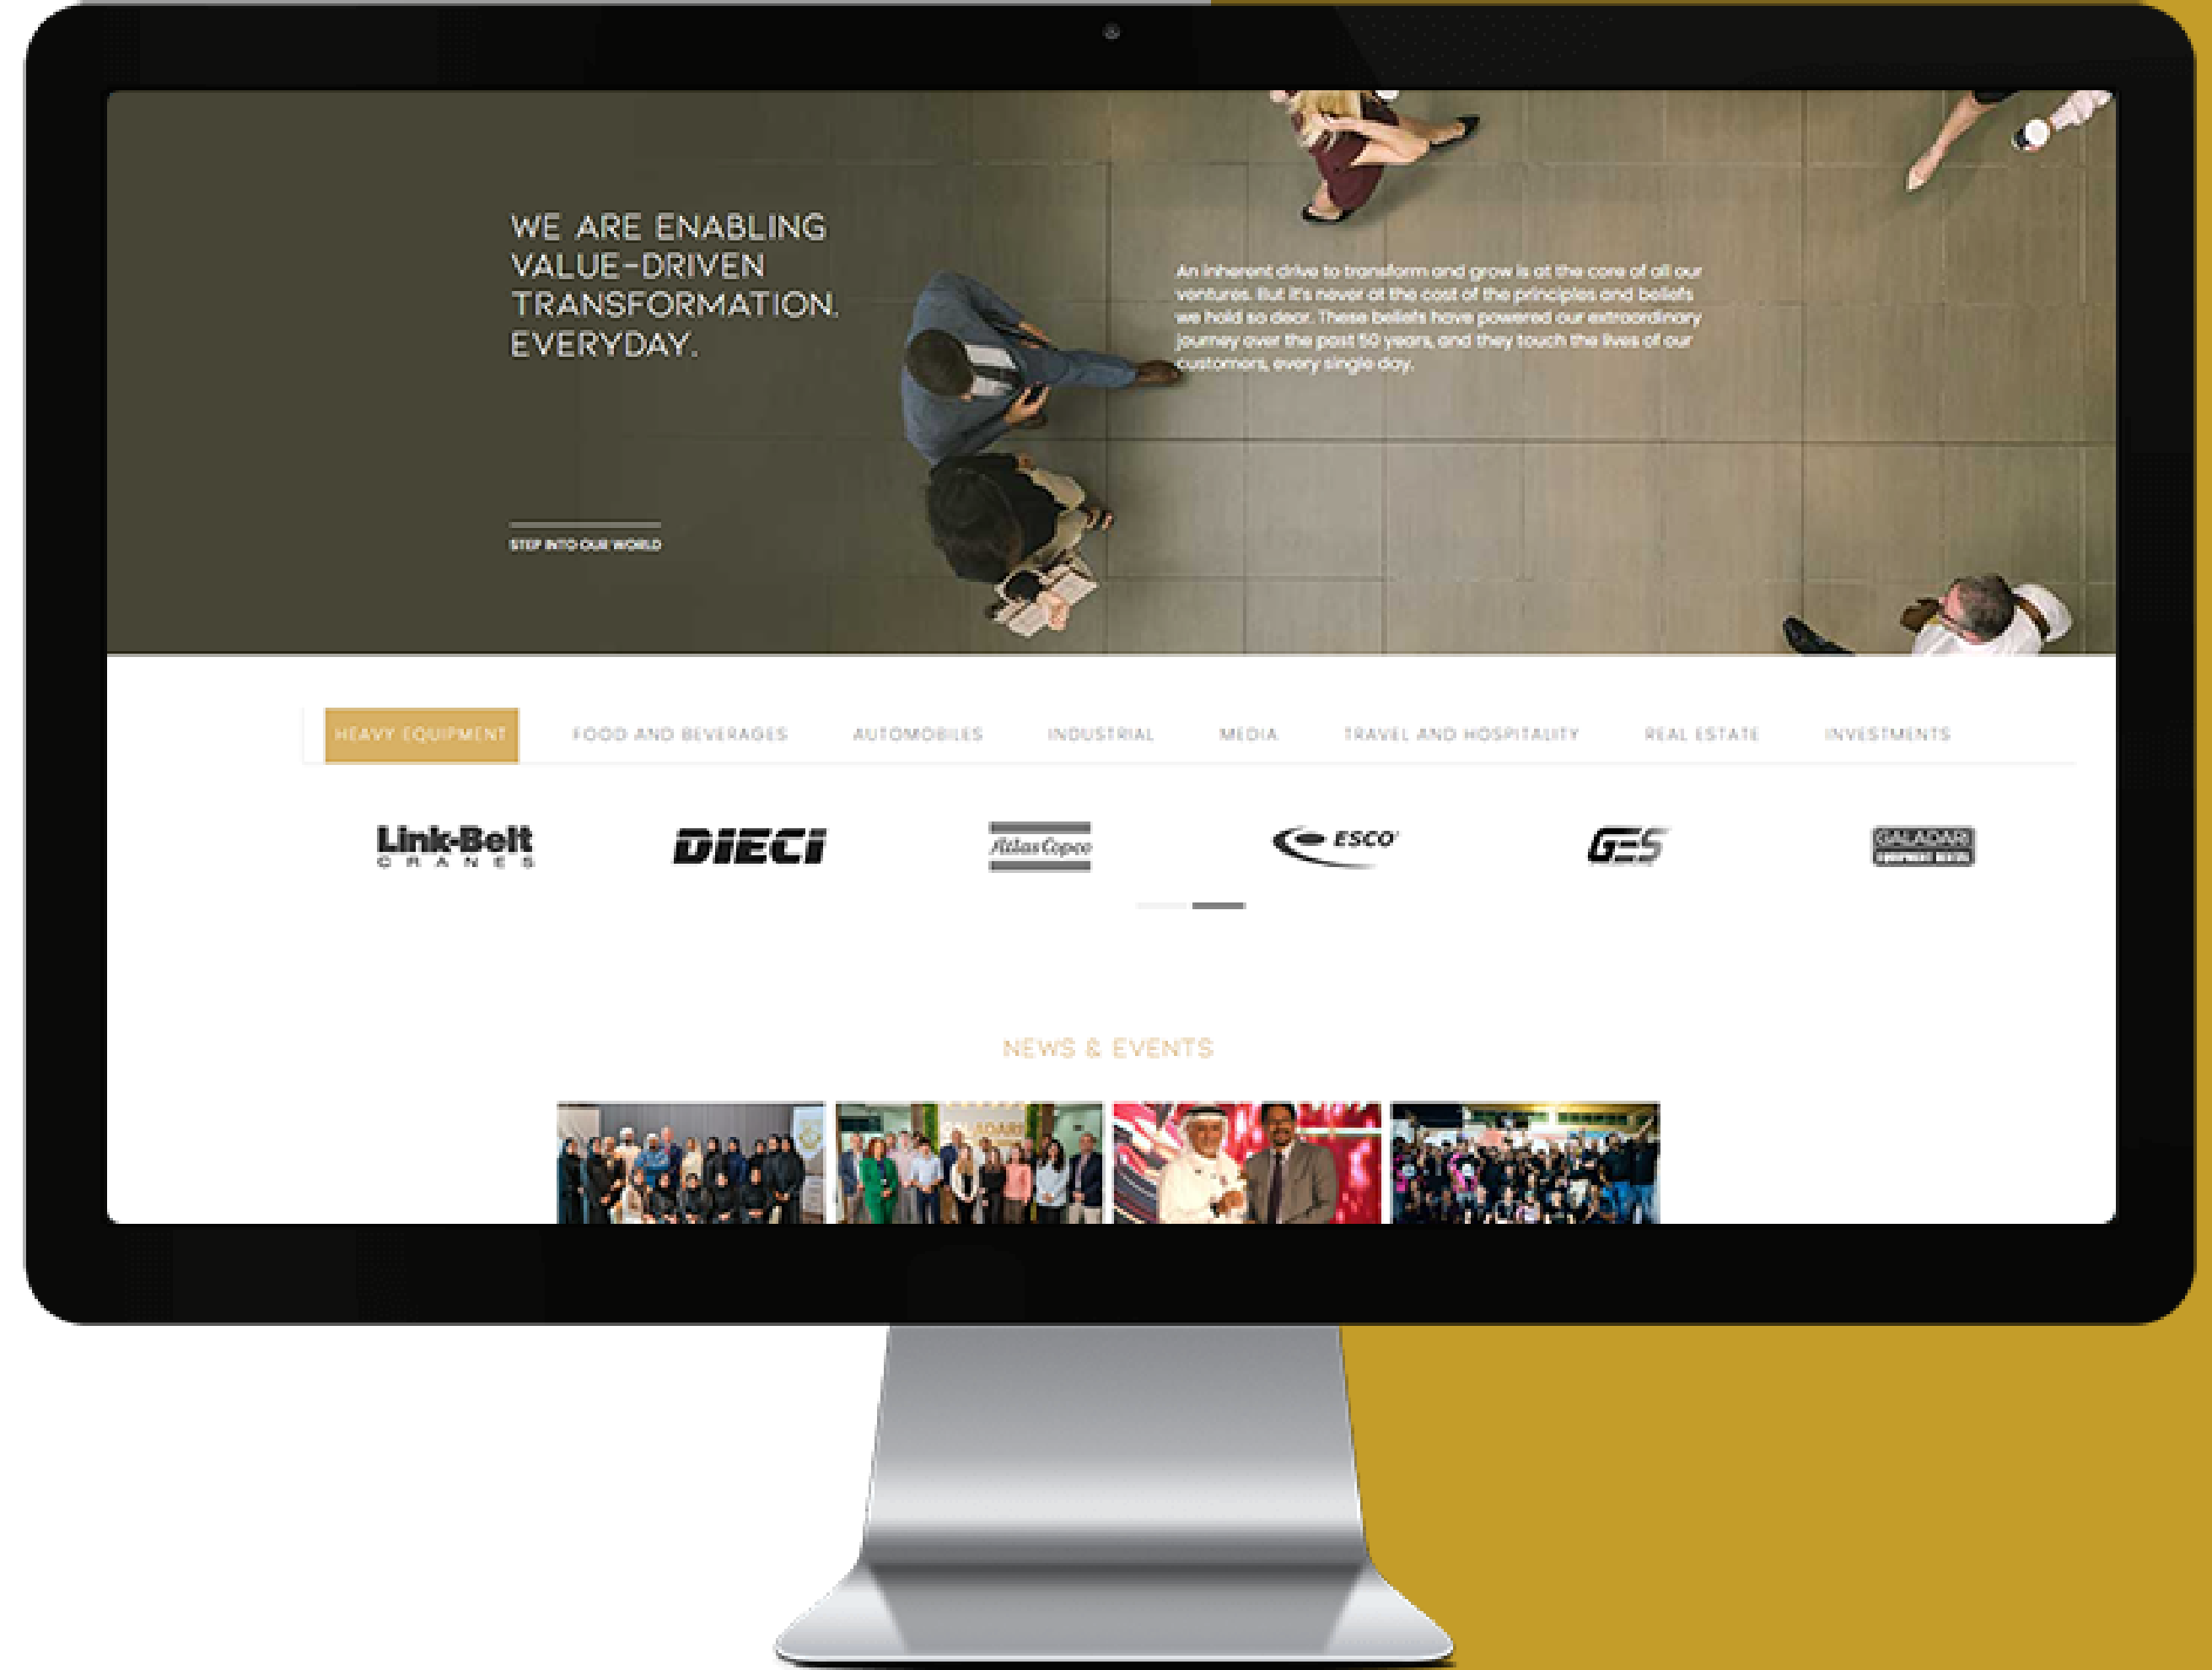 WE ARE ENABLING
VALUE-DRIVEN
TRANSFORMATION.
EVERYDAY.
An inherent drive to transform and grow is at the core of all our
ventures. But it's never at the cost of the principles and beliefs
we hold so dear. These beliefs have powered our extraordinary
journey over the past 50 years, and they touch the lives of our
customers, every single day.
STEP INTO OUR WORLD
HEAVY EQUIPMENT FOOD AND BEVERAGES AUTOMOBILES INDUSTRIAL MEDIA TRAVEL AND HOSPITALITY REAL ESTATE INVESTMENTS
Link-Belt
CRANES
DIECI
Atlas Copco
ESCO
GES
GALADARI
EQUIPMENT RENTAL
NEWS & EVENTS
GALADARI